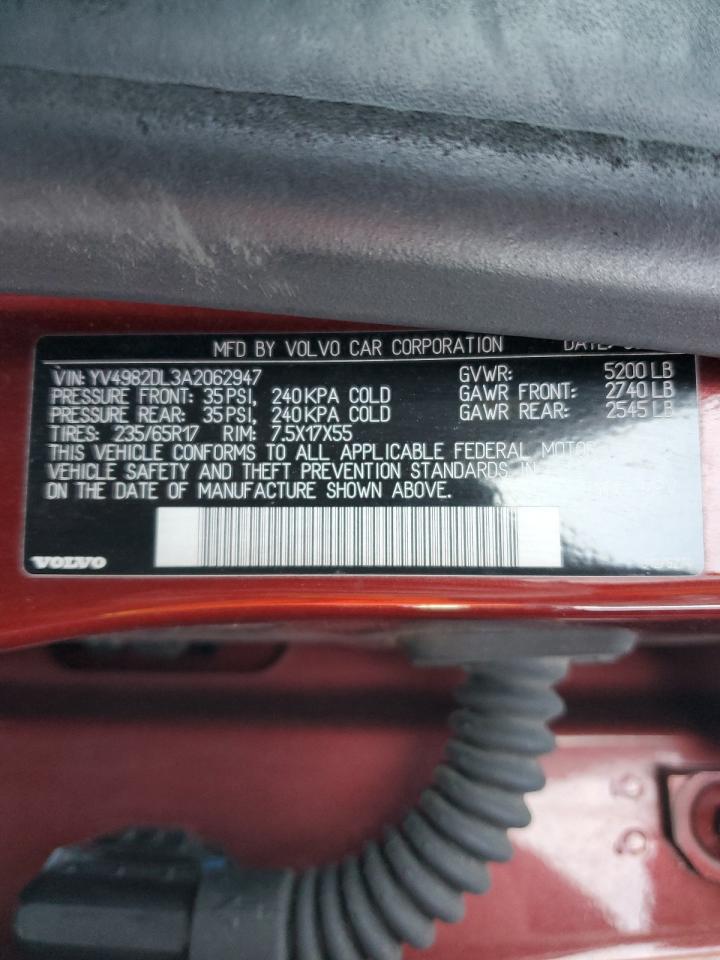 MFD BY VOLVO CAR CORPORATION
VIN: YV4982DL3A2062947 GVWR: 5200 LB
PRESSURE FRONT: 35 PSI, 240 KPA COLD GAWR FRONT: 2740 LB
PRESSURE REAR: 35 PSI, 240 KPA COLD GAWR REAR: 2545 LB
TIRES: 235/65R17 RIM: 7.5X17X55
THIS VEHICLE CONFORMS TO ALL APPLICABLE FEDERAL MOTOR
VEHICLE SAFETY AND THEFT PREVENTION STANDARDS IN
ON THE DATE OF MANUFACTURE SHOWN ABOVE.
VOLVO